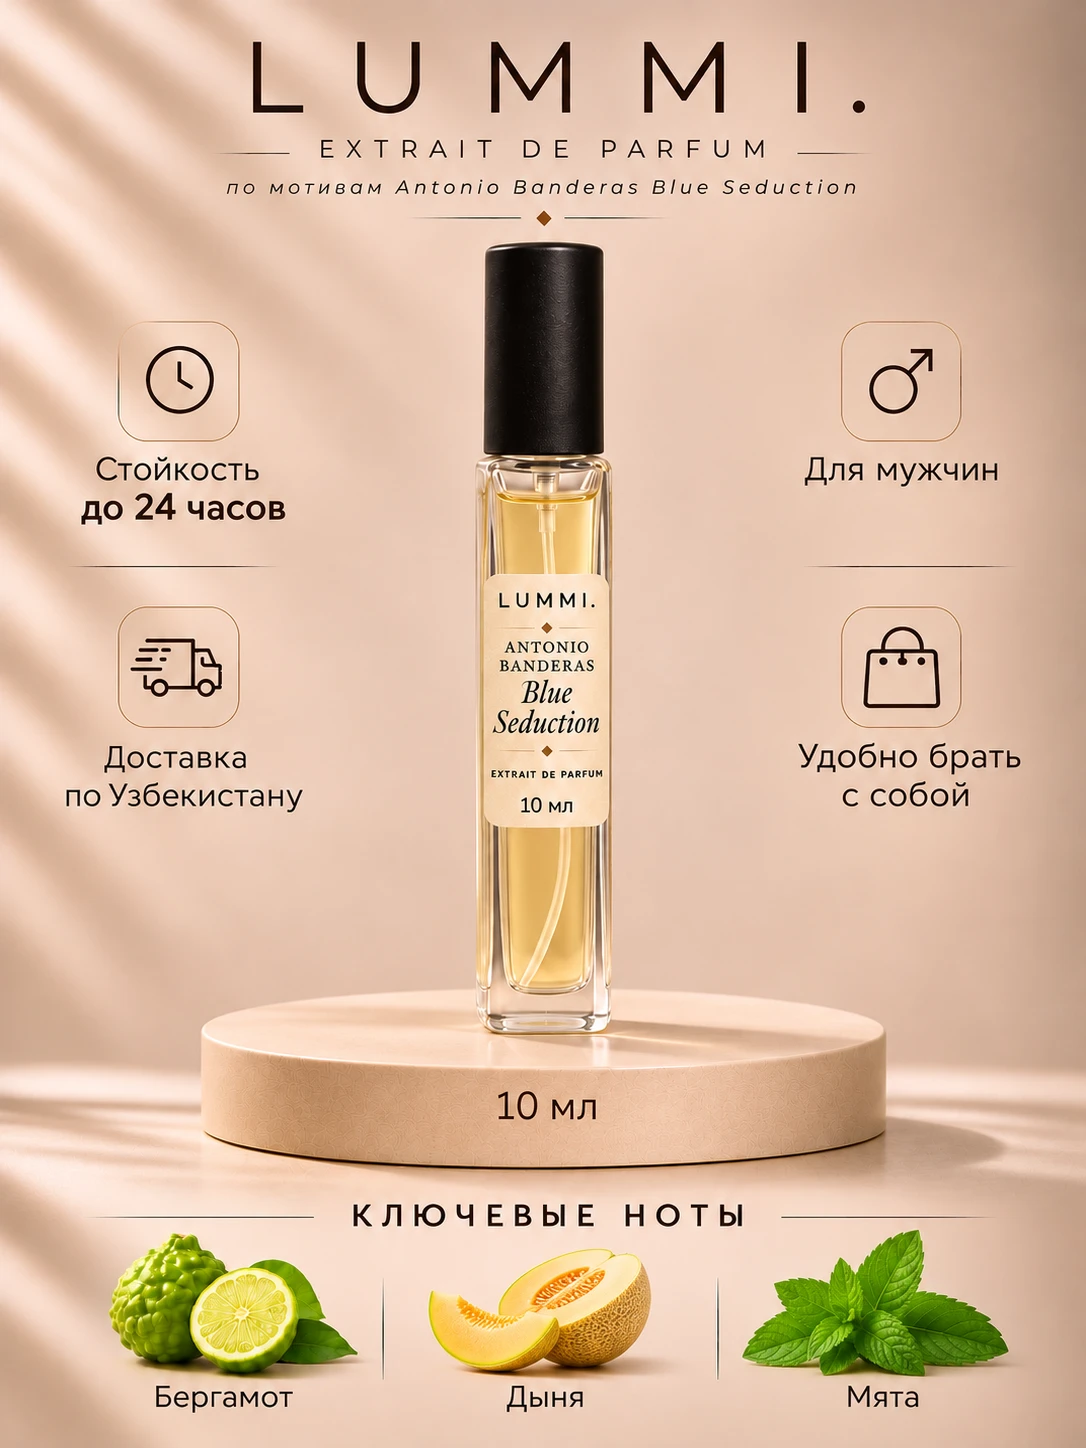 LUMMI.
EXTRAIT DE PARFUM
по мотивам Antonio Banderas Blue Seduction
Стойкость
до 24 часов
Для мужчин
Доставка
по Узбекистану
Удобно брать
с собой
LUMMI.
ANTONIO
BANDERAS
Blue
Seduction
EXTRAIT DE PARFUM
10 мл
10 мл
КЛЮЧЕВЫЕ НОТЫ
Бергамот
Дыня
Мята